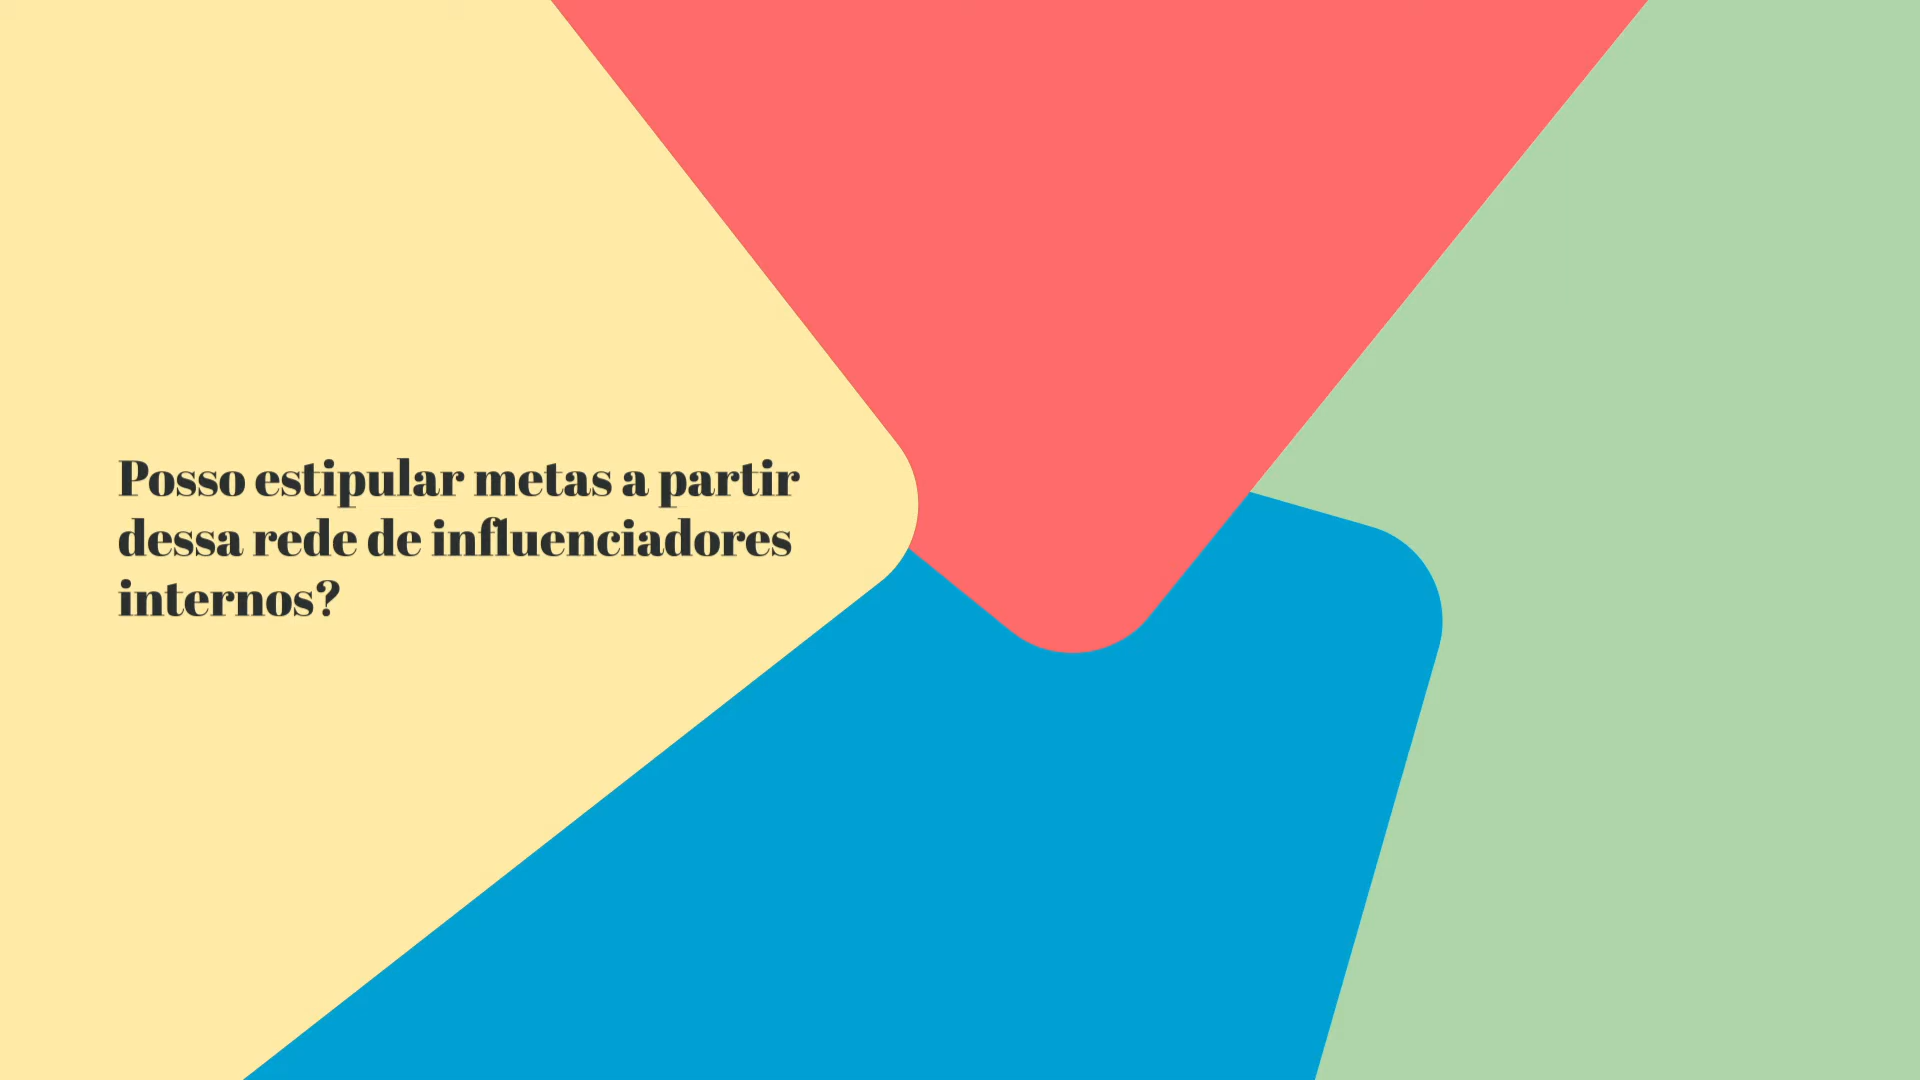 Posso estipular metas a partir
dessa rede de influenciadores
internos?